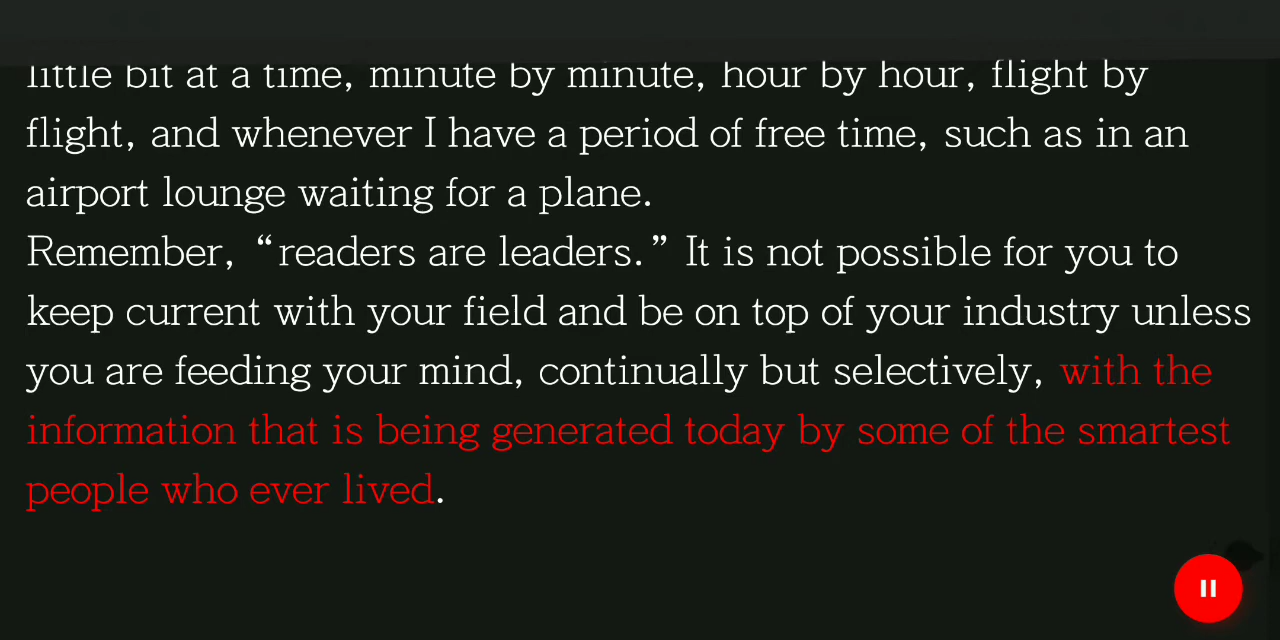 little bit at a time, minute by minute, hour by hour, flight by
flight, and whenever I have a period of free time, such as in an
airport lounge waiting for a plane.
Remember, “readers are leaders.” It is not possible for you to
keep current with your field and be on top of your industry unless
you are feeding your mind, continually but selectively, with the
information that is being generated today by some of the smartest
people who ever lived.